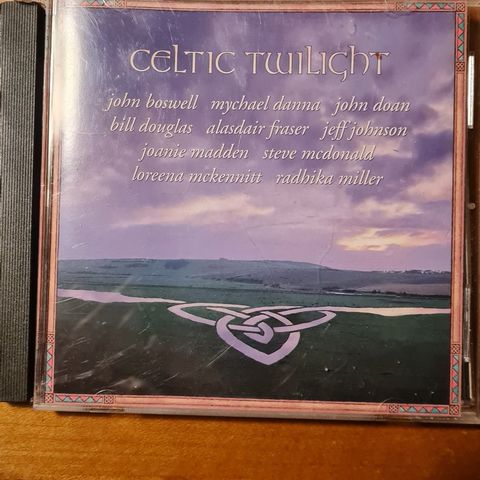 CELTIC TWILIGHT
john boswell mychael danna john doan
bill douglas alasdair fraser jeff johnson
joanie madden steve mcdonald
loreena mckennitt radhika miller